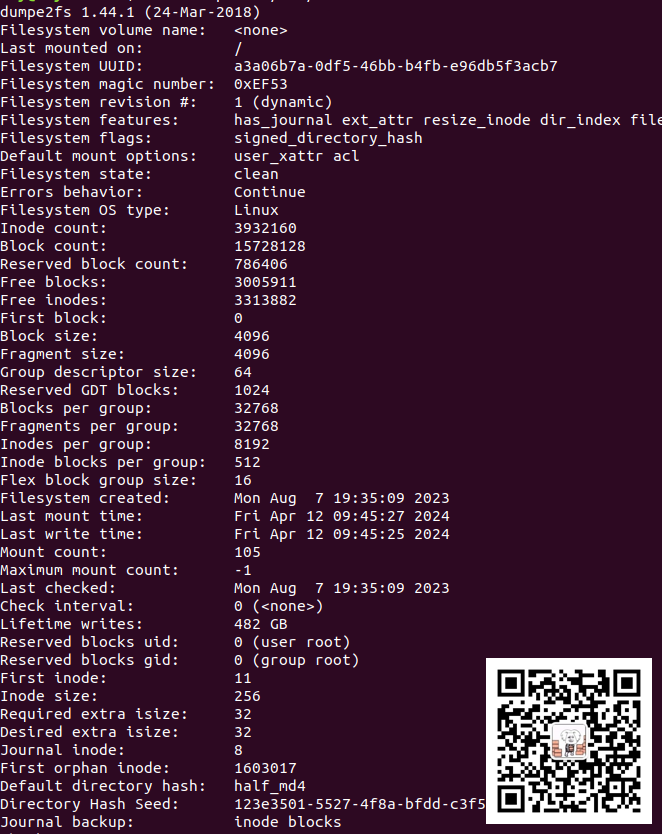 dumpe2fs 1.44.1 (24-Mar-2018)
Filesystem volume name:   <none>
Last mounted on:          /
Filesystem UUID:          a3a06b7a-0df5-46bb-b4fb-e96db5f3acb7
Filesystem magic number:  0xEF53
Filesystem revision #:    1 (dynamic)
Filesystem features:      has_journal ext_attr resize_inode dir_index file
Filesystem flags:         signed_directory_hash
Default mount options:    user_xattr acl
Filesystem state:         clean
Errors behavior:          Continue
Filesystem OS type:       Linux
Inode count:              3932160
Block count:              15728128
Reserved block count:     786406
Free blocks:              3005911
Free inodes:              3313882
First block:              0
Block size:               4096
Fragment size:            4096
Group descriptor size:    64
Reserved GDT blocks:      1024
Blocks per group:         32768
Fragments per group:      32768
Inodes per group:         8192
Inode blocks per group:   512
Flex block group size:    16
Filesystem created:       Mon Aug  7 19:35:09 2023
Last mount time:          Fri Apr 12 09:45:27 2024
Last write time:          Fri Apr 12 09:45:25 2024
Mount count:              105
Maximum mount count:      -1
Last checked:             Mon Aug  7 19:35:09 2023
Check interval:           0 (<none>)
Lifetime writes:          482 GB
Reserved blocks uid:      0 (user root)
Reserved blocks gid:      0 (group root)
First inode:              11
Inode size:               256
Required extra isize:     32
Desired extra isize:      32
Journal inode:            8
First orphan inode:       1603017
Default directory hash:   half_md4
Directory Hash Seed:      123e3501-5527-4f8a-bfdd-c3f5
Journal backup:           inode blocks